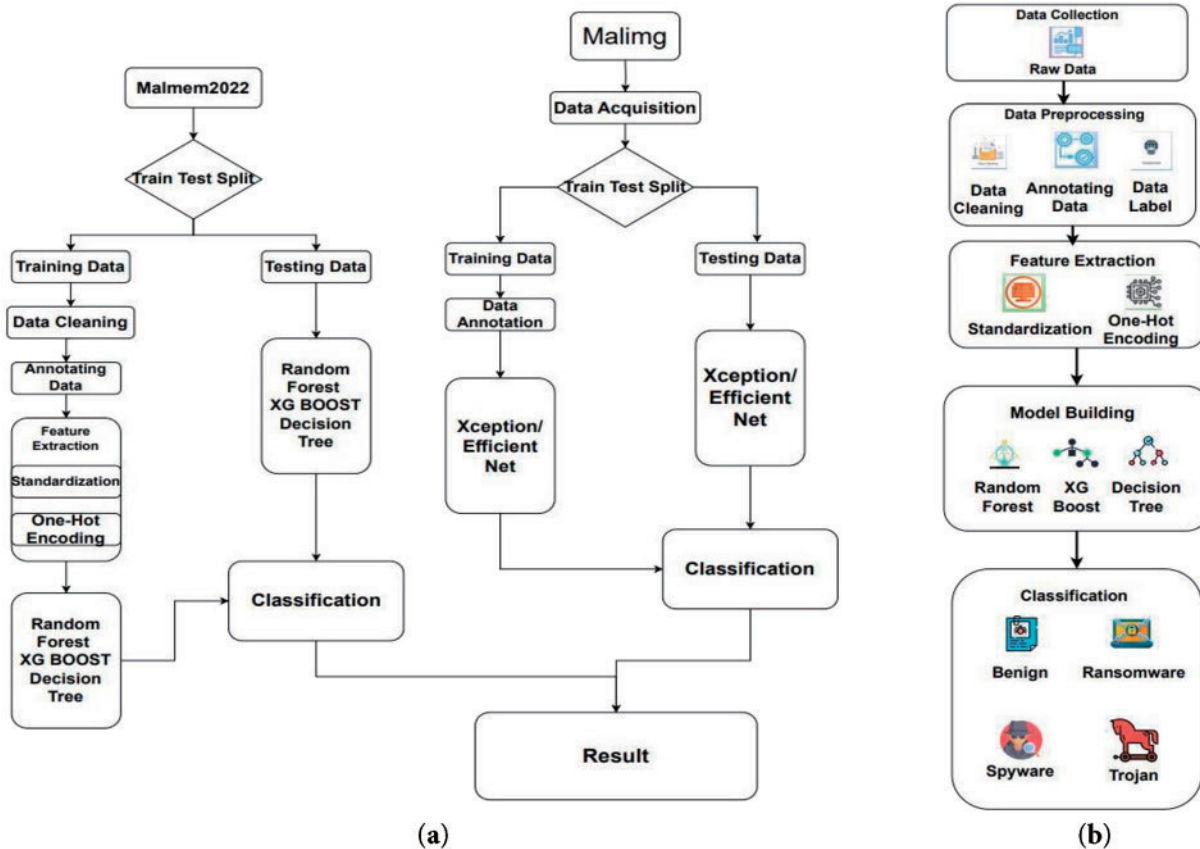 Malmem2022
Train Test Split
Training Data
Testing Data
Data Cleaning
Annotating
Data
Feature
Extraction
Standardization
One-Hot
Encoding
Random
Forest
XG BOOST
Decision
Tree
Random
Forest
XG BOOST
Decision
Tree
Classification
Malimg
Data Acquisition
Train Test Split
Training Data
Testing Data
Data
Annotation
Xception/
Efficient
Net
Xception/
Efficient
Net
Classification
Result
(a)
Data Collection
Raw Data
Data Preprocessing
Data
Cleaning
Annotating
Data
Data
Label
Feature Extraction
Standardization
One-Hot
Encoding
Model Building
Random
Forest
XG
Boost
Decision
Tree
Classification
Benign
Ransomware
Spyware
Trojan
(b)